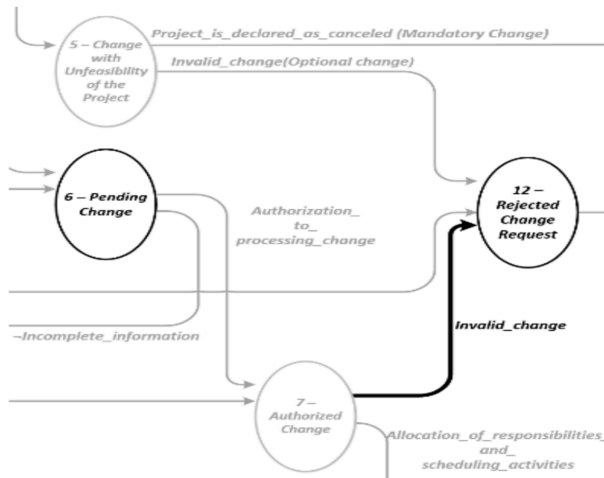 Project_is_declared_as_canceled (Mandatory Change)
5 – Change
with
Unfeasibility
of the
Project
Invalid_change(Optional change)
6 – Pending
Change
12 –
Rejected
Change
Request
Authorization_
to_
processing_change
Invalid_change
¬Incomplete_information
7 –
Authorized
Change
Allocation_of_responsibilities_
and_
scheduling_activities